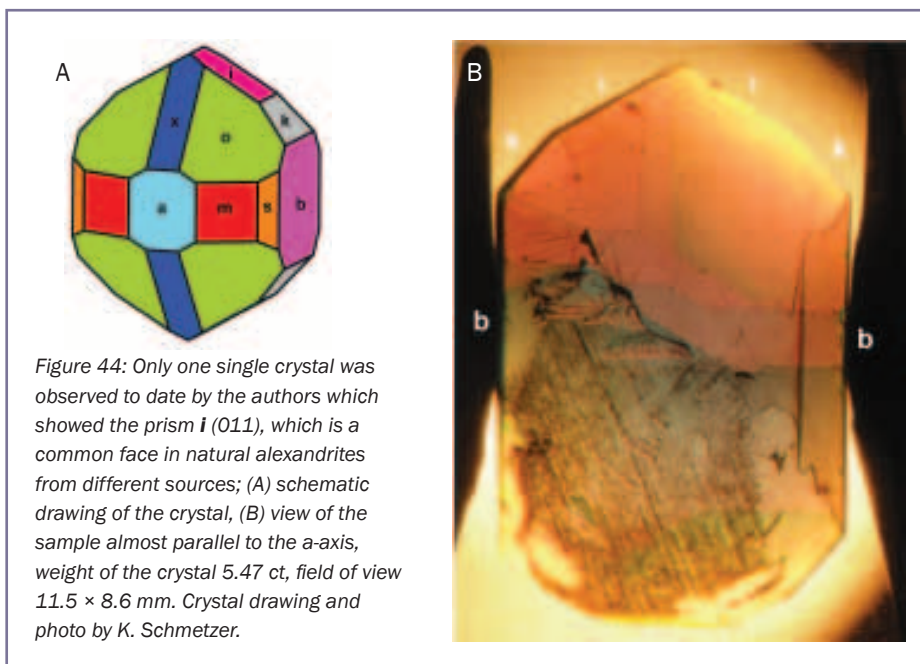 A
i
x
o
k
a
m
s
b
Figure 44: Only one single crystal was
observed to date by the authors which
showed the prism i (011), which is a
common face in natural alexandrites
from different sources; (A) schematic
drawing of the crystal, (B) view of the
sample almost parallel to the a-axis,
weight of the crystal 5.47 ct, field of view
11.5 × 8.6 mm. Crystal drawing and
photo by K. Schmetzer.
B
i i
k k
b b